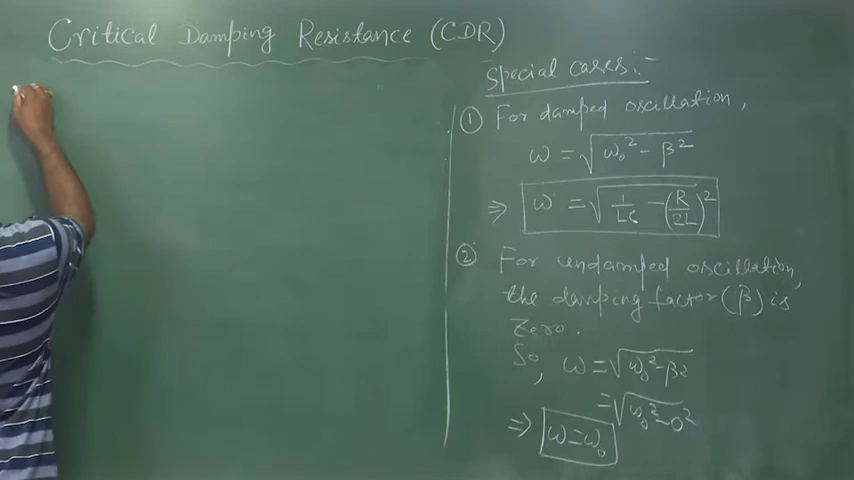 Critical Damping Resistance (CDR)
Special cases:-
① For damped oscillation,
ω = √(ω₀² - β²)
⇒ ω = √(1/LC - (R/2L)²)
② For undamped oscillation,
the damping factor (β) is
Zero.
So, ω = √(ω₀² - β²)
= √(ω₀² - 0²)
⇒ ω = ω₀